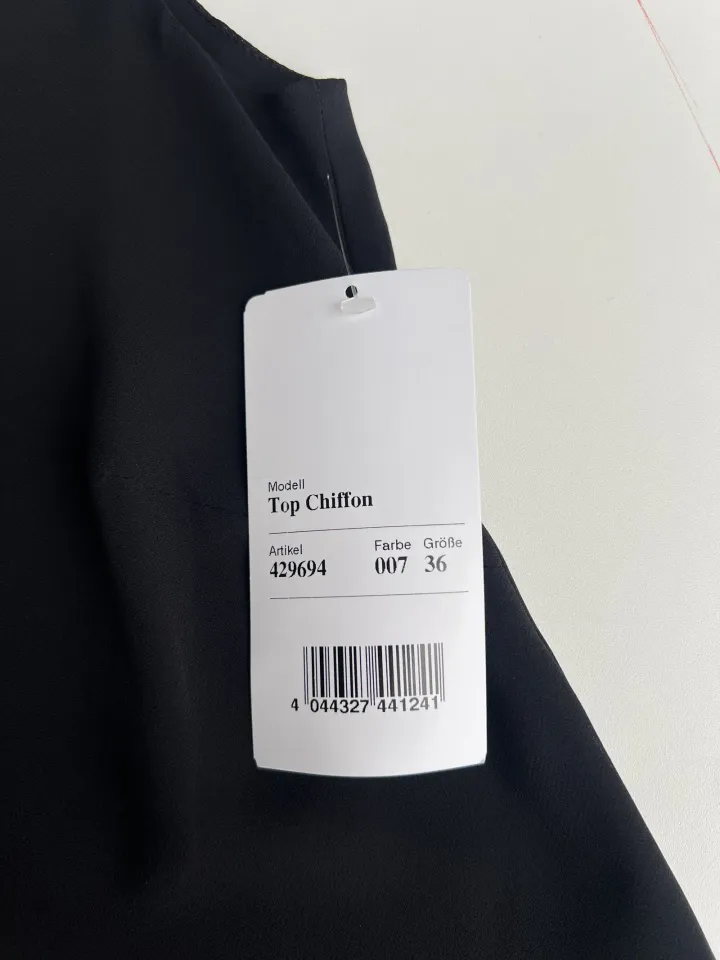 Modell
Top Chiffon
Artikel Farbe Größe
429694 007 36
4 044327 441241